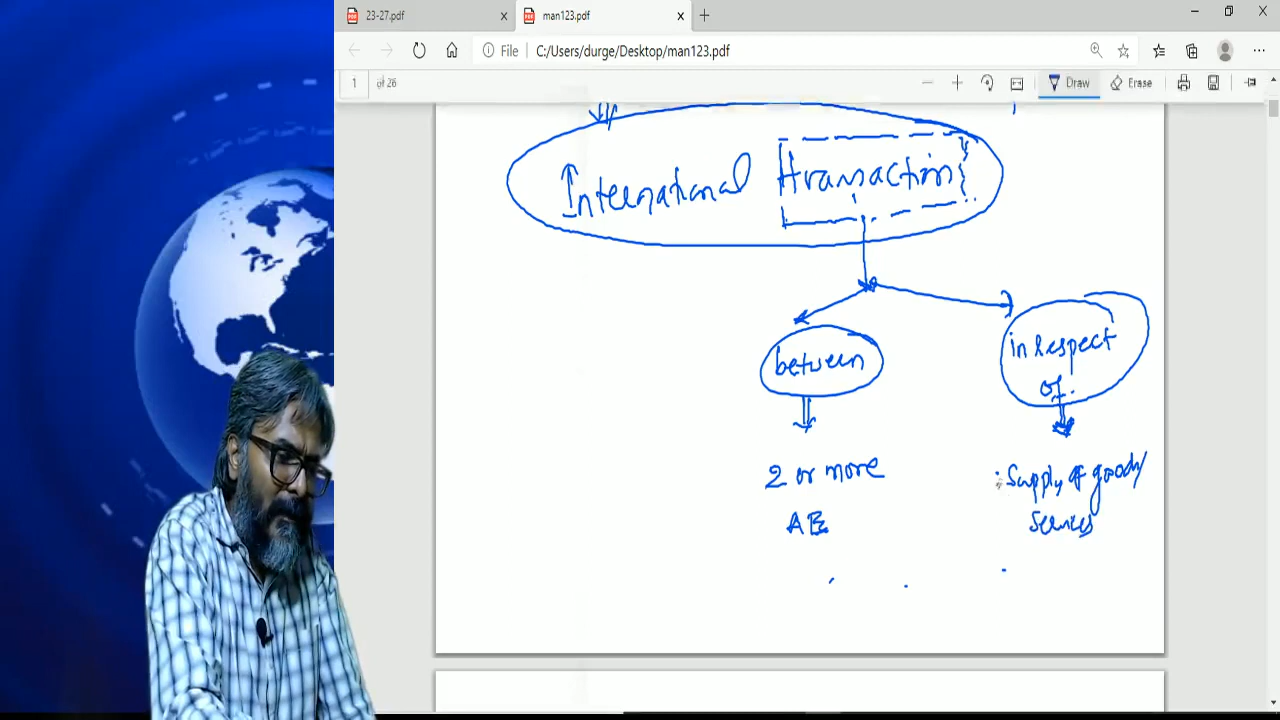 23-27.pdf
man123.pdf
File
C:/Users/durge/Desktop/man123.pdf
1
of 26
Draw
Erase
International transaction
between
in respect
of
2 or more
AE
Supply of goods/
Services